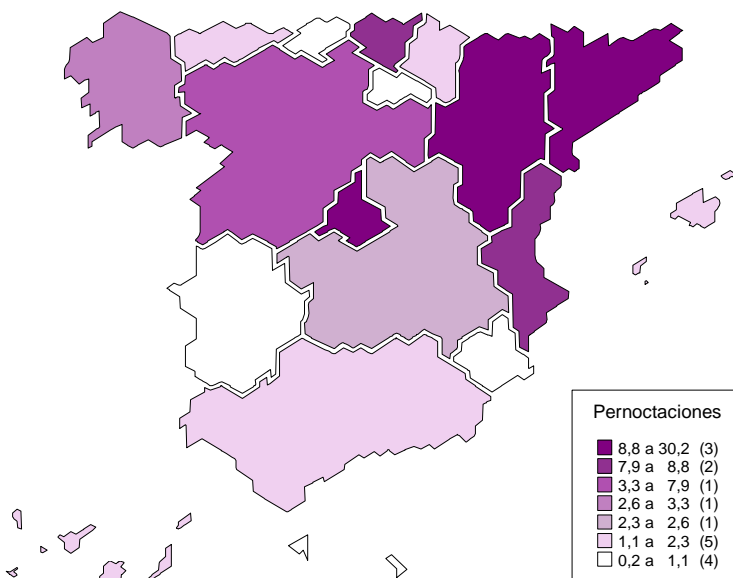 Pernoctaciones
8,8 a 30,2 (3)
7,9 a 8,8 (2)
3,3 a 7,9 (1)
2,6 a 3,3 (1)
2,3 a 2,6 (1)
1,1 a 2,3 (5)
0,2 a 1,1 (4)